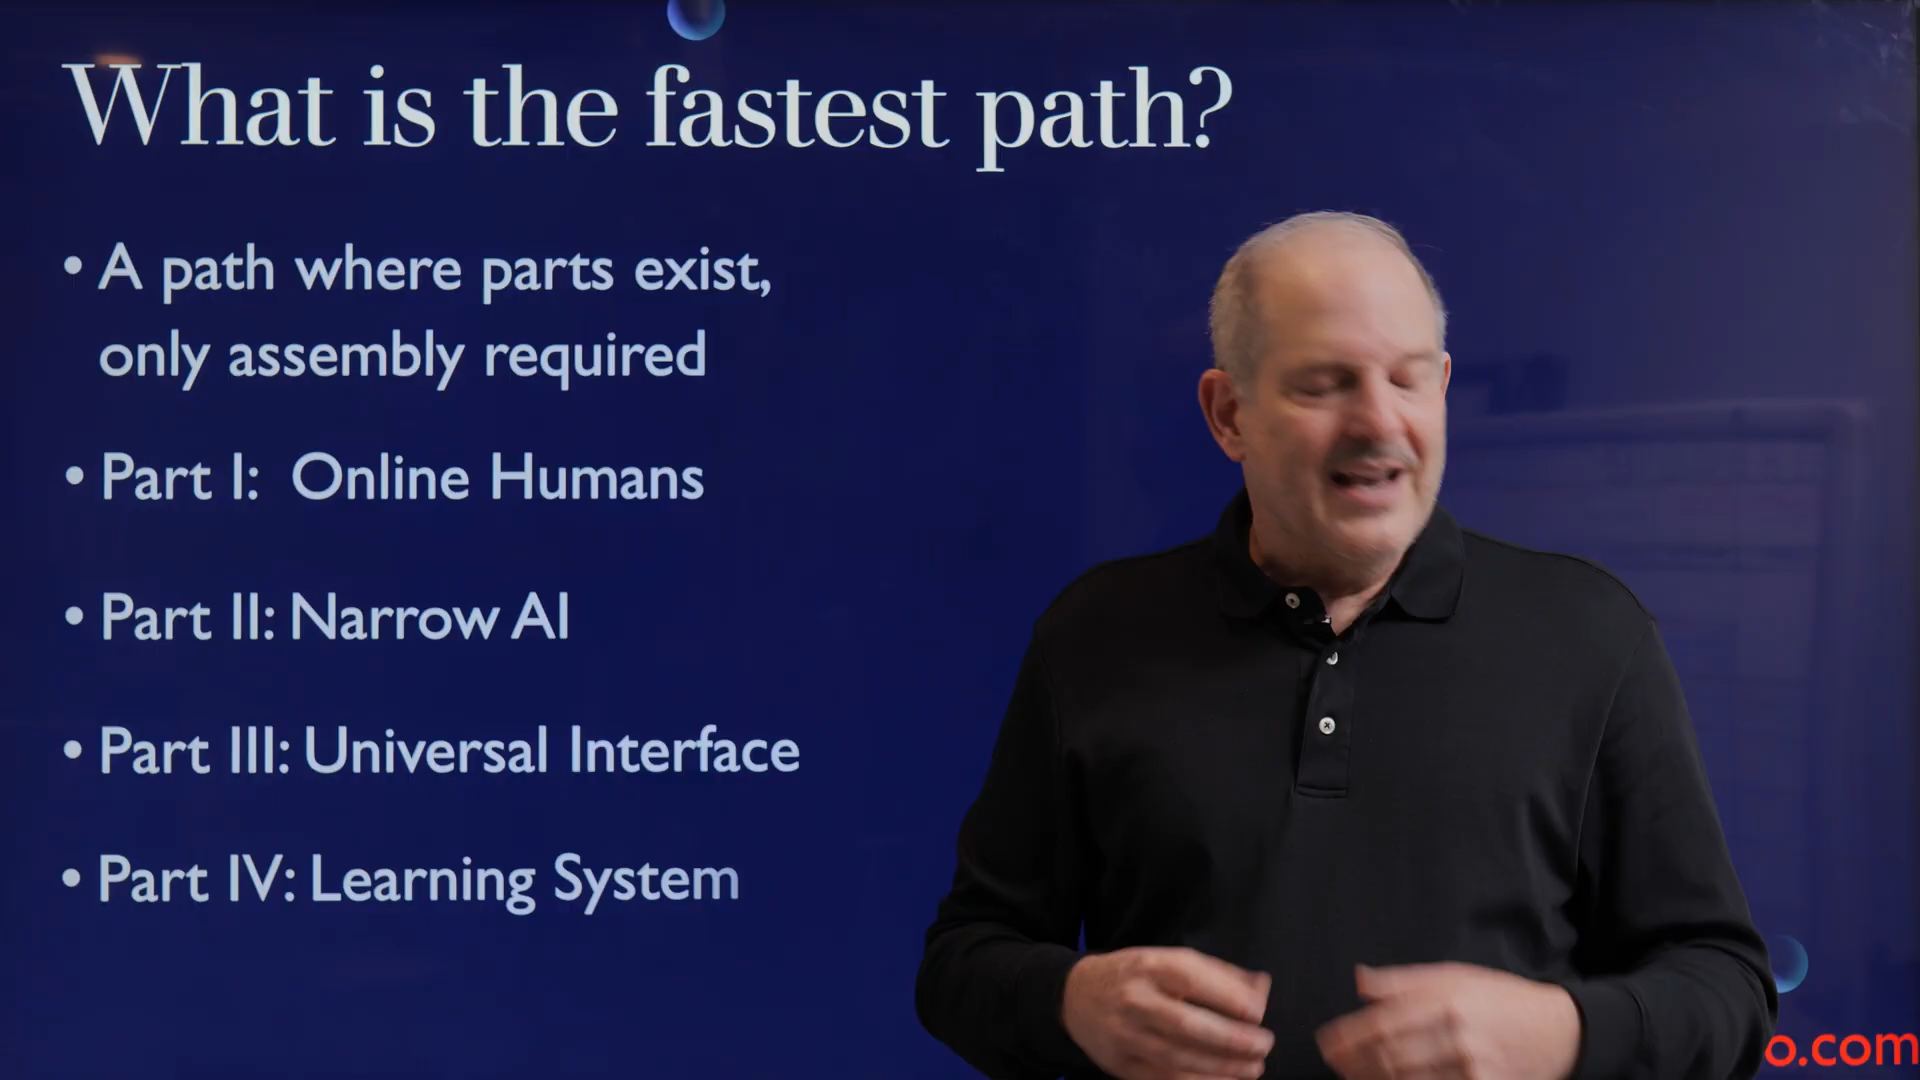 What is the fastest path?
• A path where parts exist,
only assembly required
• Part I: Online Humans
• Part II: Narrow AI
• Part III: Universal Interface
• Part IV: Learning System
o.com